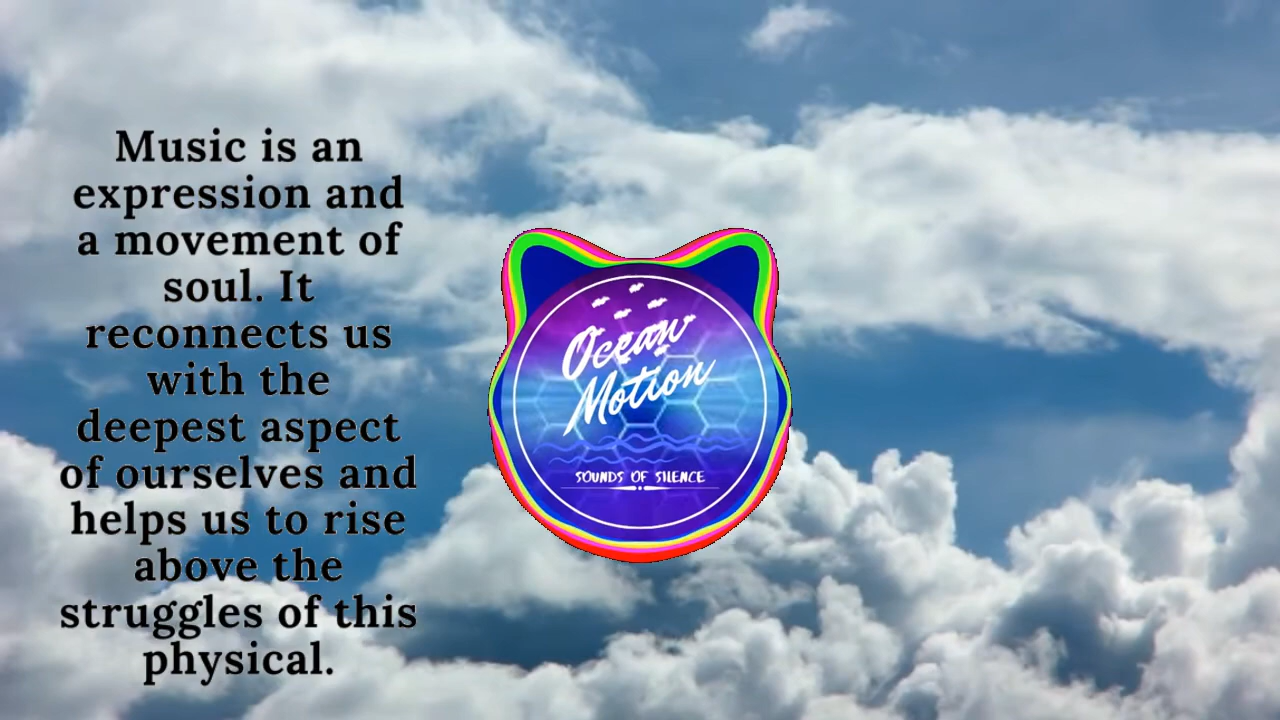 Music is an
expression and
a movement of
soul. It
reconnects us
with the
deepest aspect
of ourselves and
helps us to rise
above the
struggles of this
physical.
Ocean
Motion
SOUNDS OF SILENCE